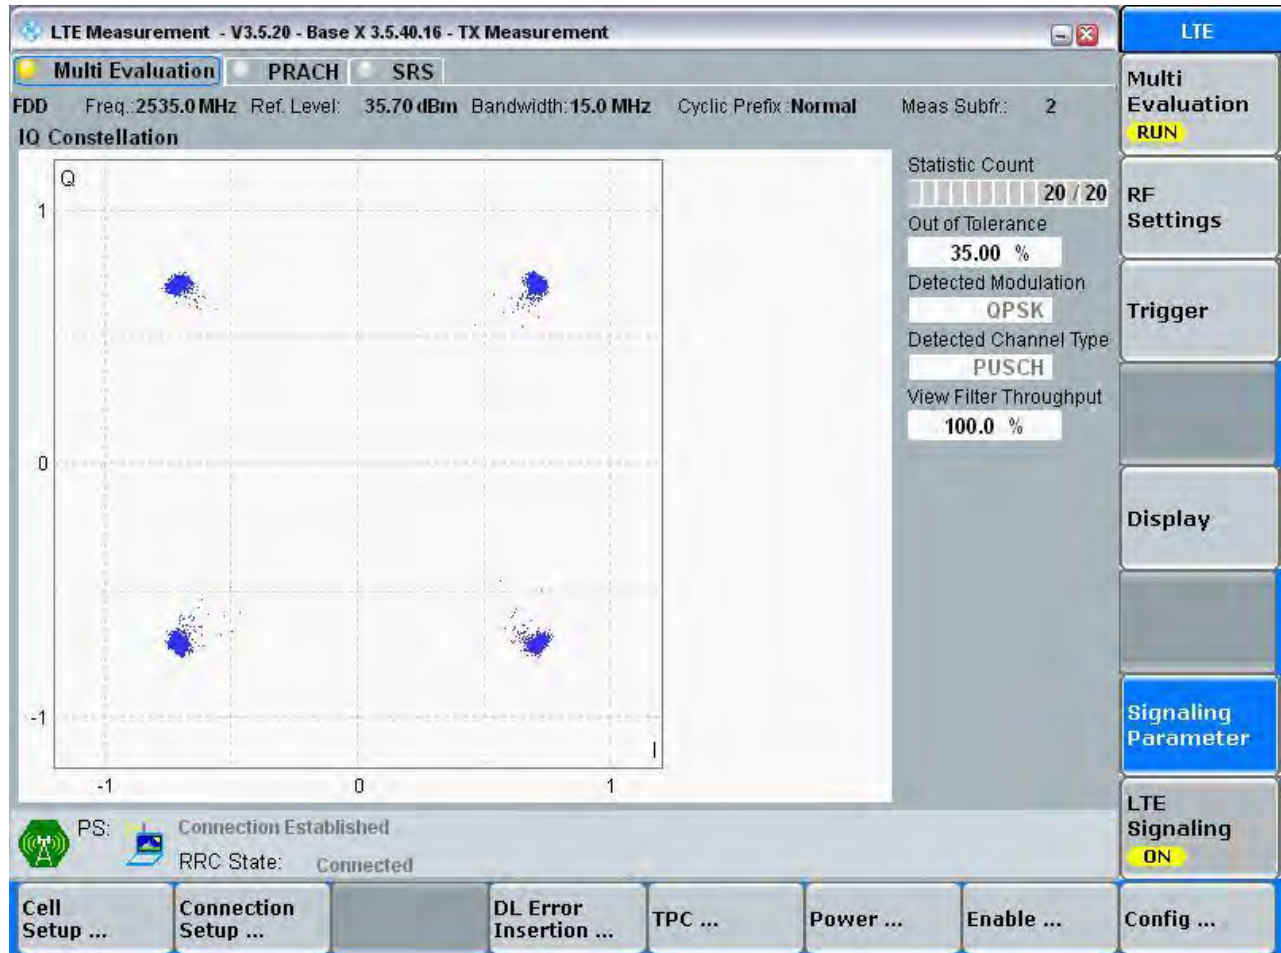 LTE Measurement - V3.5.20 - Base X 3.5.40.16 - TX Measurement
LTE
Multi Evaluation PRACH SRS
FDD Freq.:2535.0 MHz Ref. Level: 35.70 dBm Bandwidth:15.0 MHz Cyclic Prefix :Normal Meas Subfr.: 2
IQ Constellation
Q
1
0
-1
I
-1 0 1
Statistic Count
20 / 20
Out of Tolerance
35.00 %
Detected Modulation
QPSK
Detected Channel Type
PUSCH
View Filter Throughput
100.0 %
Multi
Evaluation
RUN
RF
Settings
Trigger
Display
Signaling
Parameter
LTE
Signaling
ON
PS: Connection Established
RRC State: Connected
Cell
Setup ...
Connection
Setup ...
DL Error
Insertion ...
TPC ...
Power ...
Enable ...
Config ...